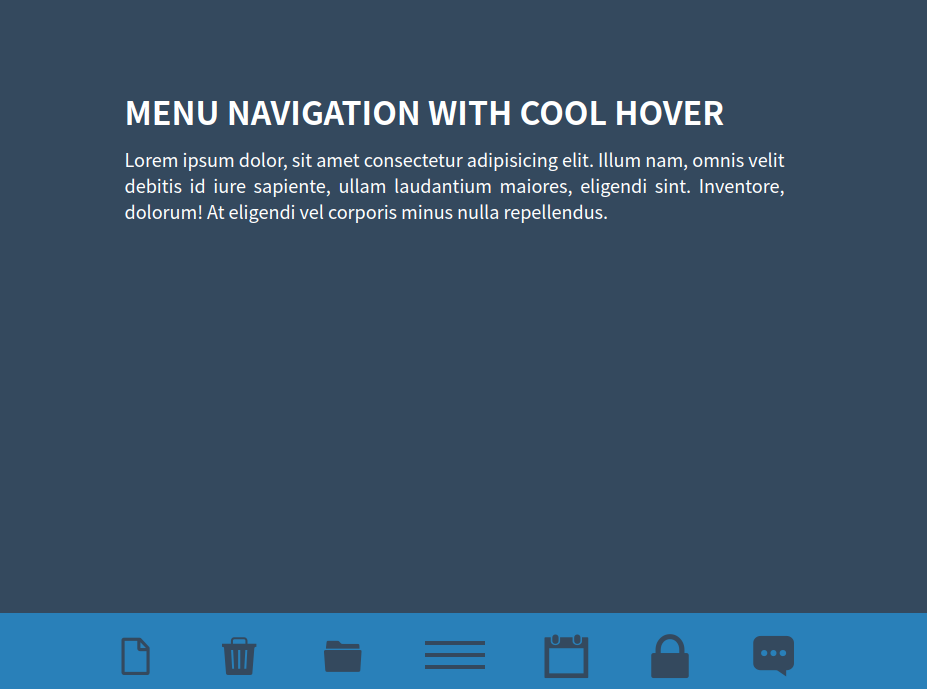 MENU NAVIGATION WITH COOL HOVER
Lorem ipsum dolor, sit amet consectetur adipisicing elit. Illum nam, omnis velit
debitis id iure sapiente, ullam laudantium maiores, eligendi sint. Inventore,
dolorum! At eligendi vel corporis minus nulla repellendus.